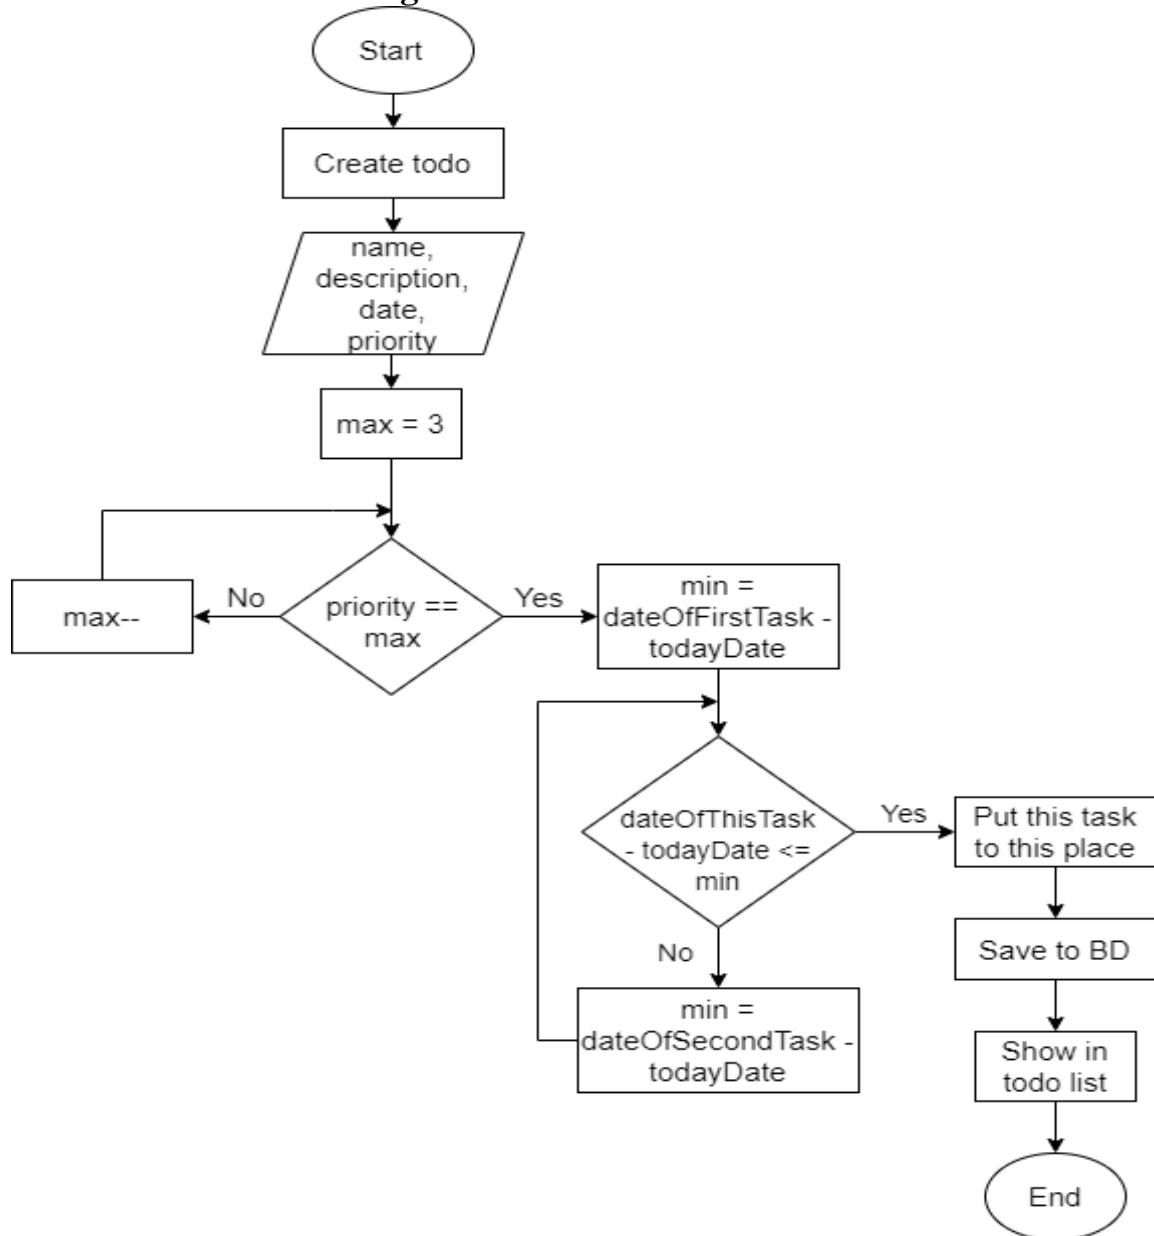 Start
Create todo
name,
description,
date,
priority
max = 3
max--
No
priority ==
max
Yes
min =
dateOfFirstTask -
todayDate
dateOfThisTask
- todayDate <=
min
Yes
Put this task
to this place
No
Save to BD
min =
dateOfSecondTask -
todayDate
Show in
todo list
End